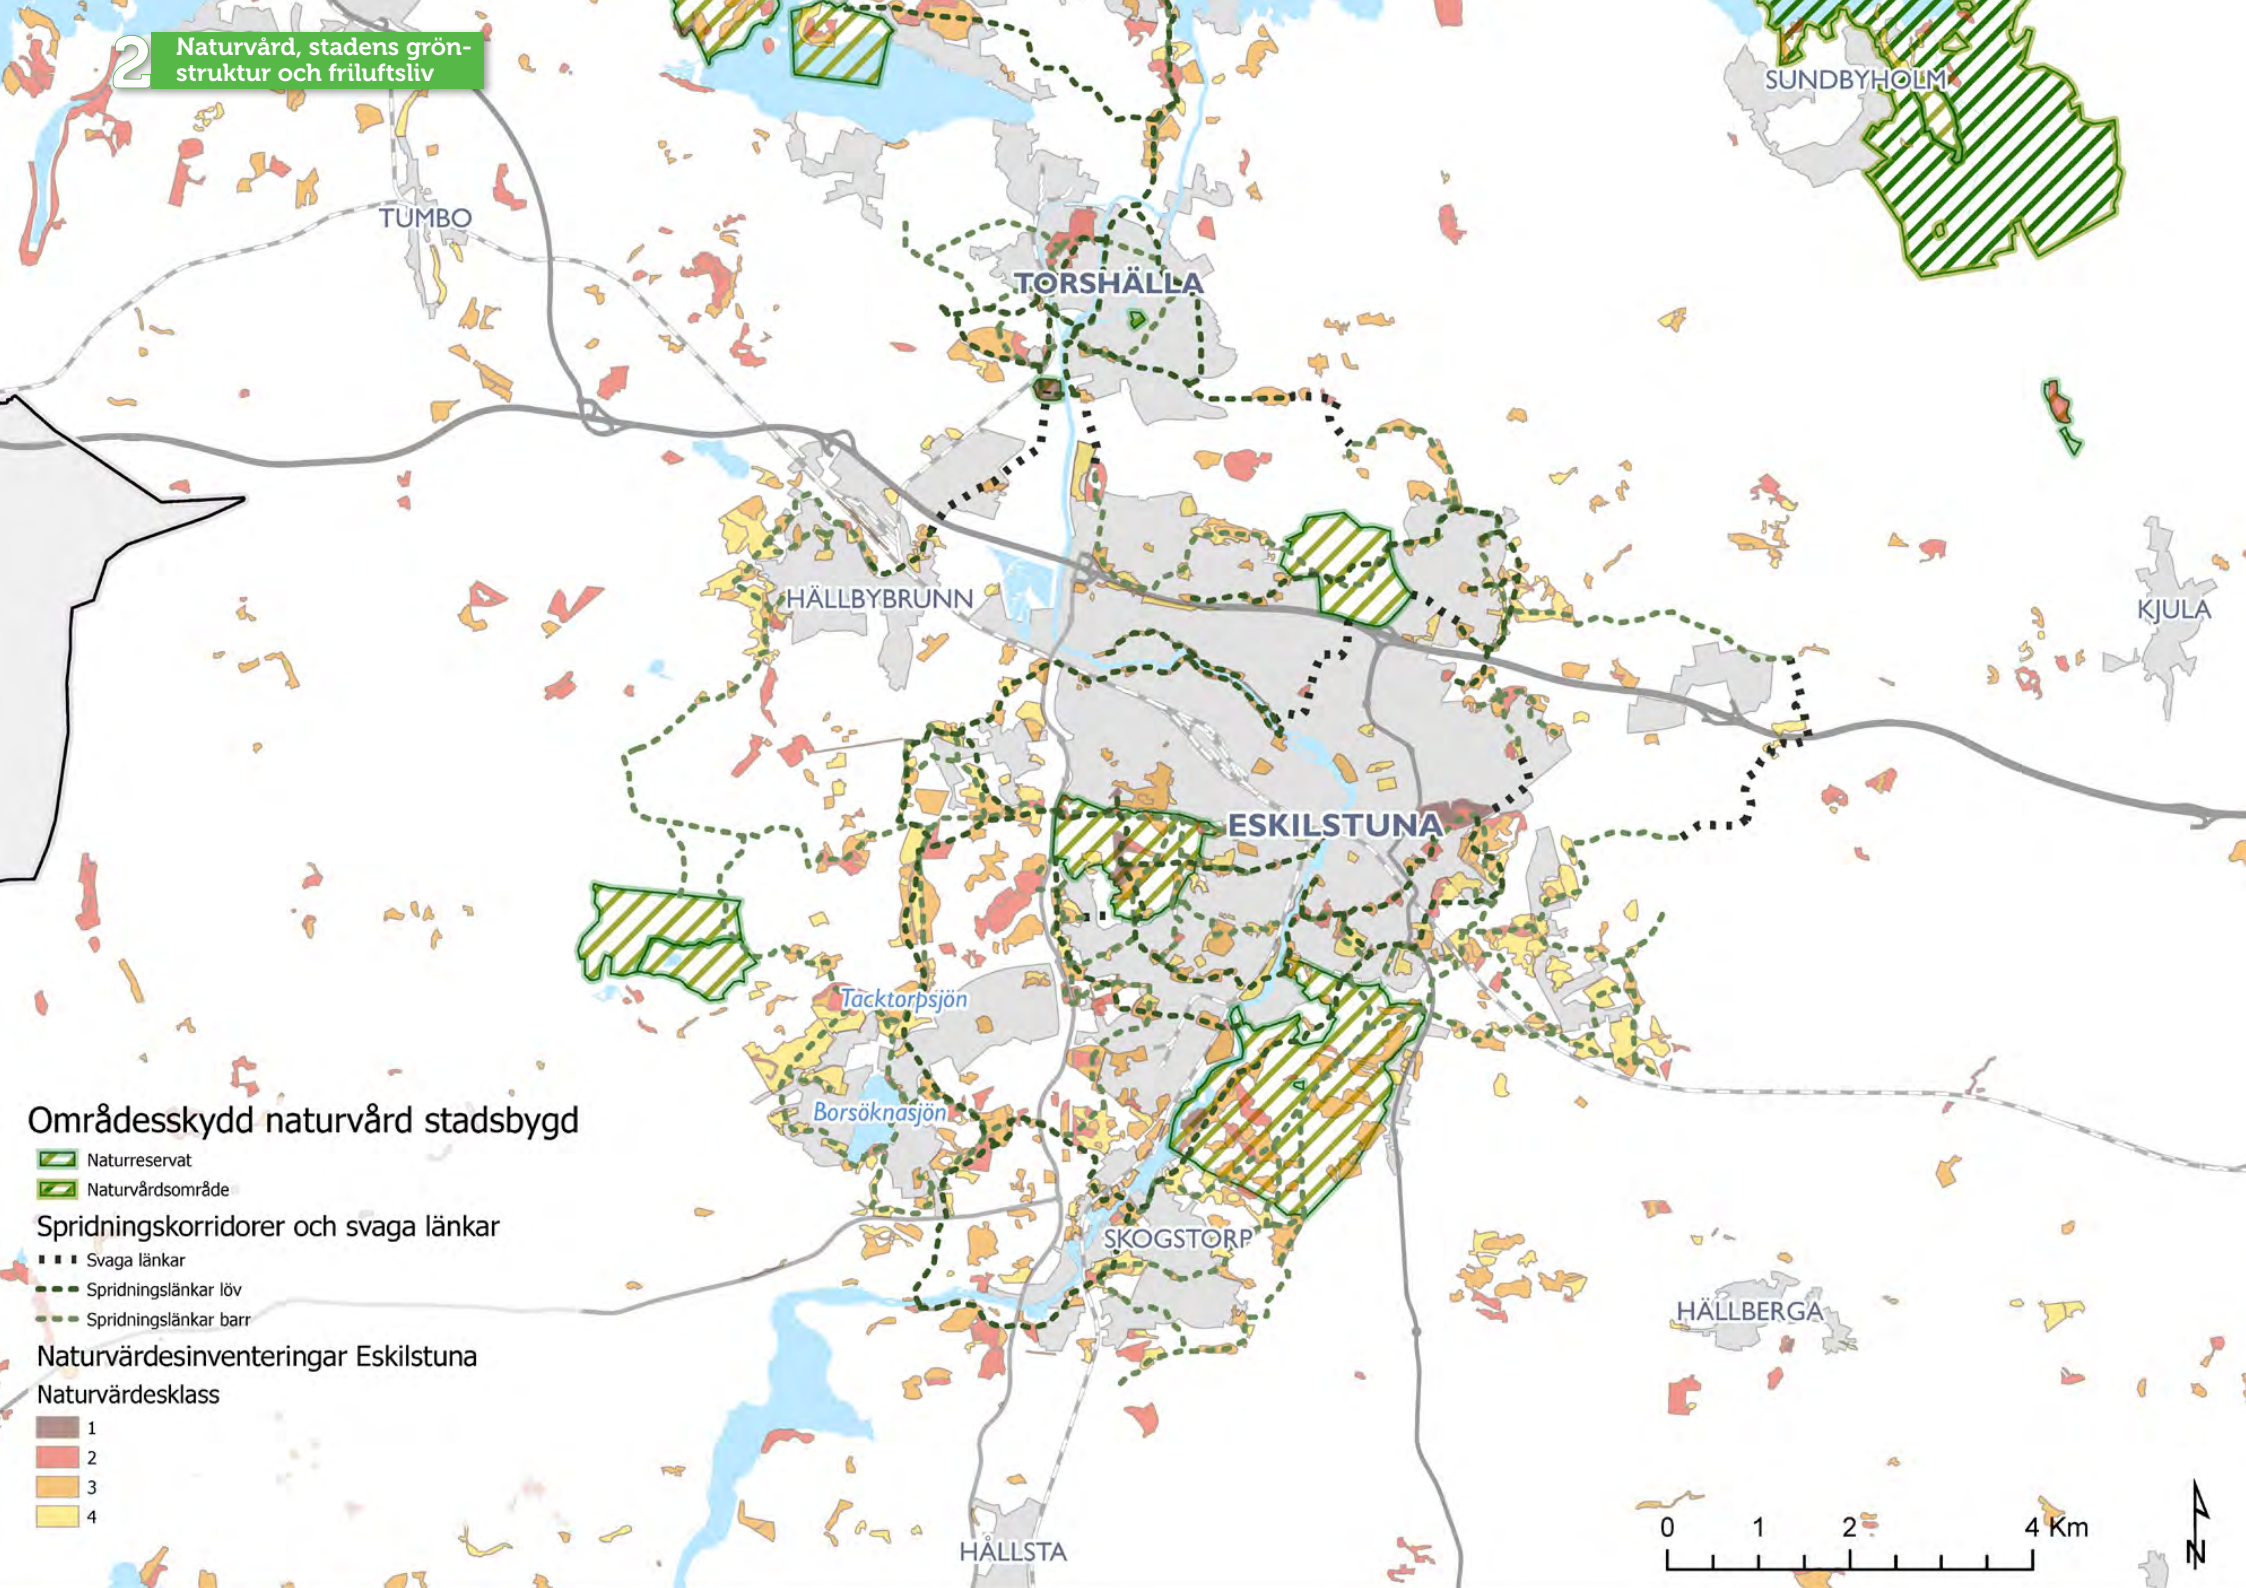 2
Naturvård, stadens grön-
struktur och friluftsliv
SUNDBYHOLM
TUMBO
TORSHÄLLA
HÄLLBYBRUNN
KJULA
ESKILSTUNA
Tacktorpsjön
Borsöknasjön
SKOGSTORP
HÄLLBERGA
HÅLLSTA
Områdesskydd naturvård stadsbygd
Naturreservat
Naturvårdsområde
Spridningskorridorer och svaga länkar
Svaga länkar
Spridningslänkar löv
Spridningslänkar barr
Naturvärdesinventeringar Eskilstuna
Naturvärdesklass
1
2
3
4
0 1 2 4 Km
N